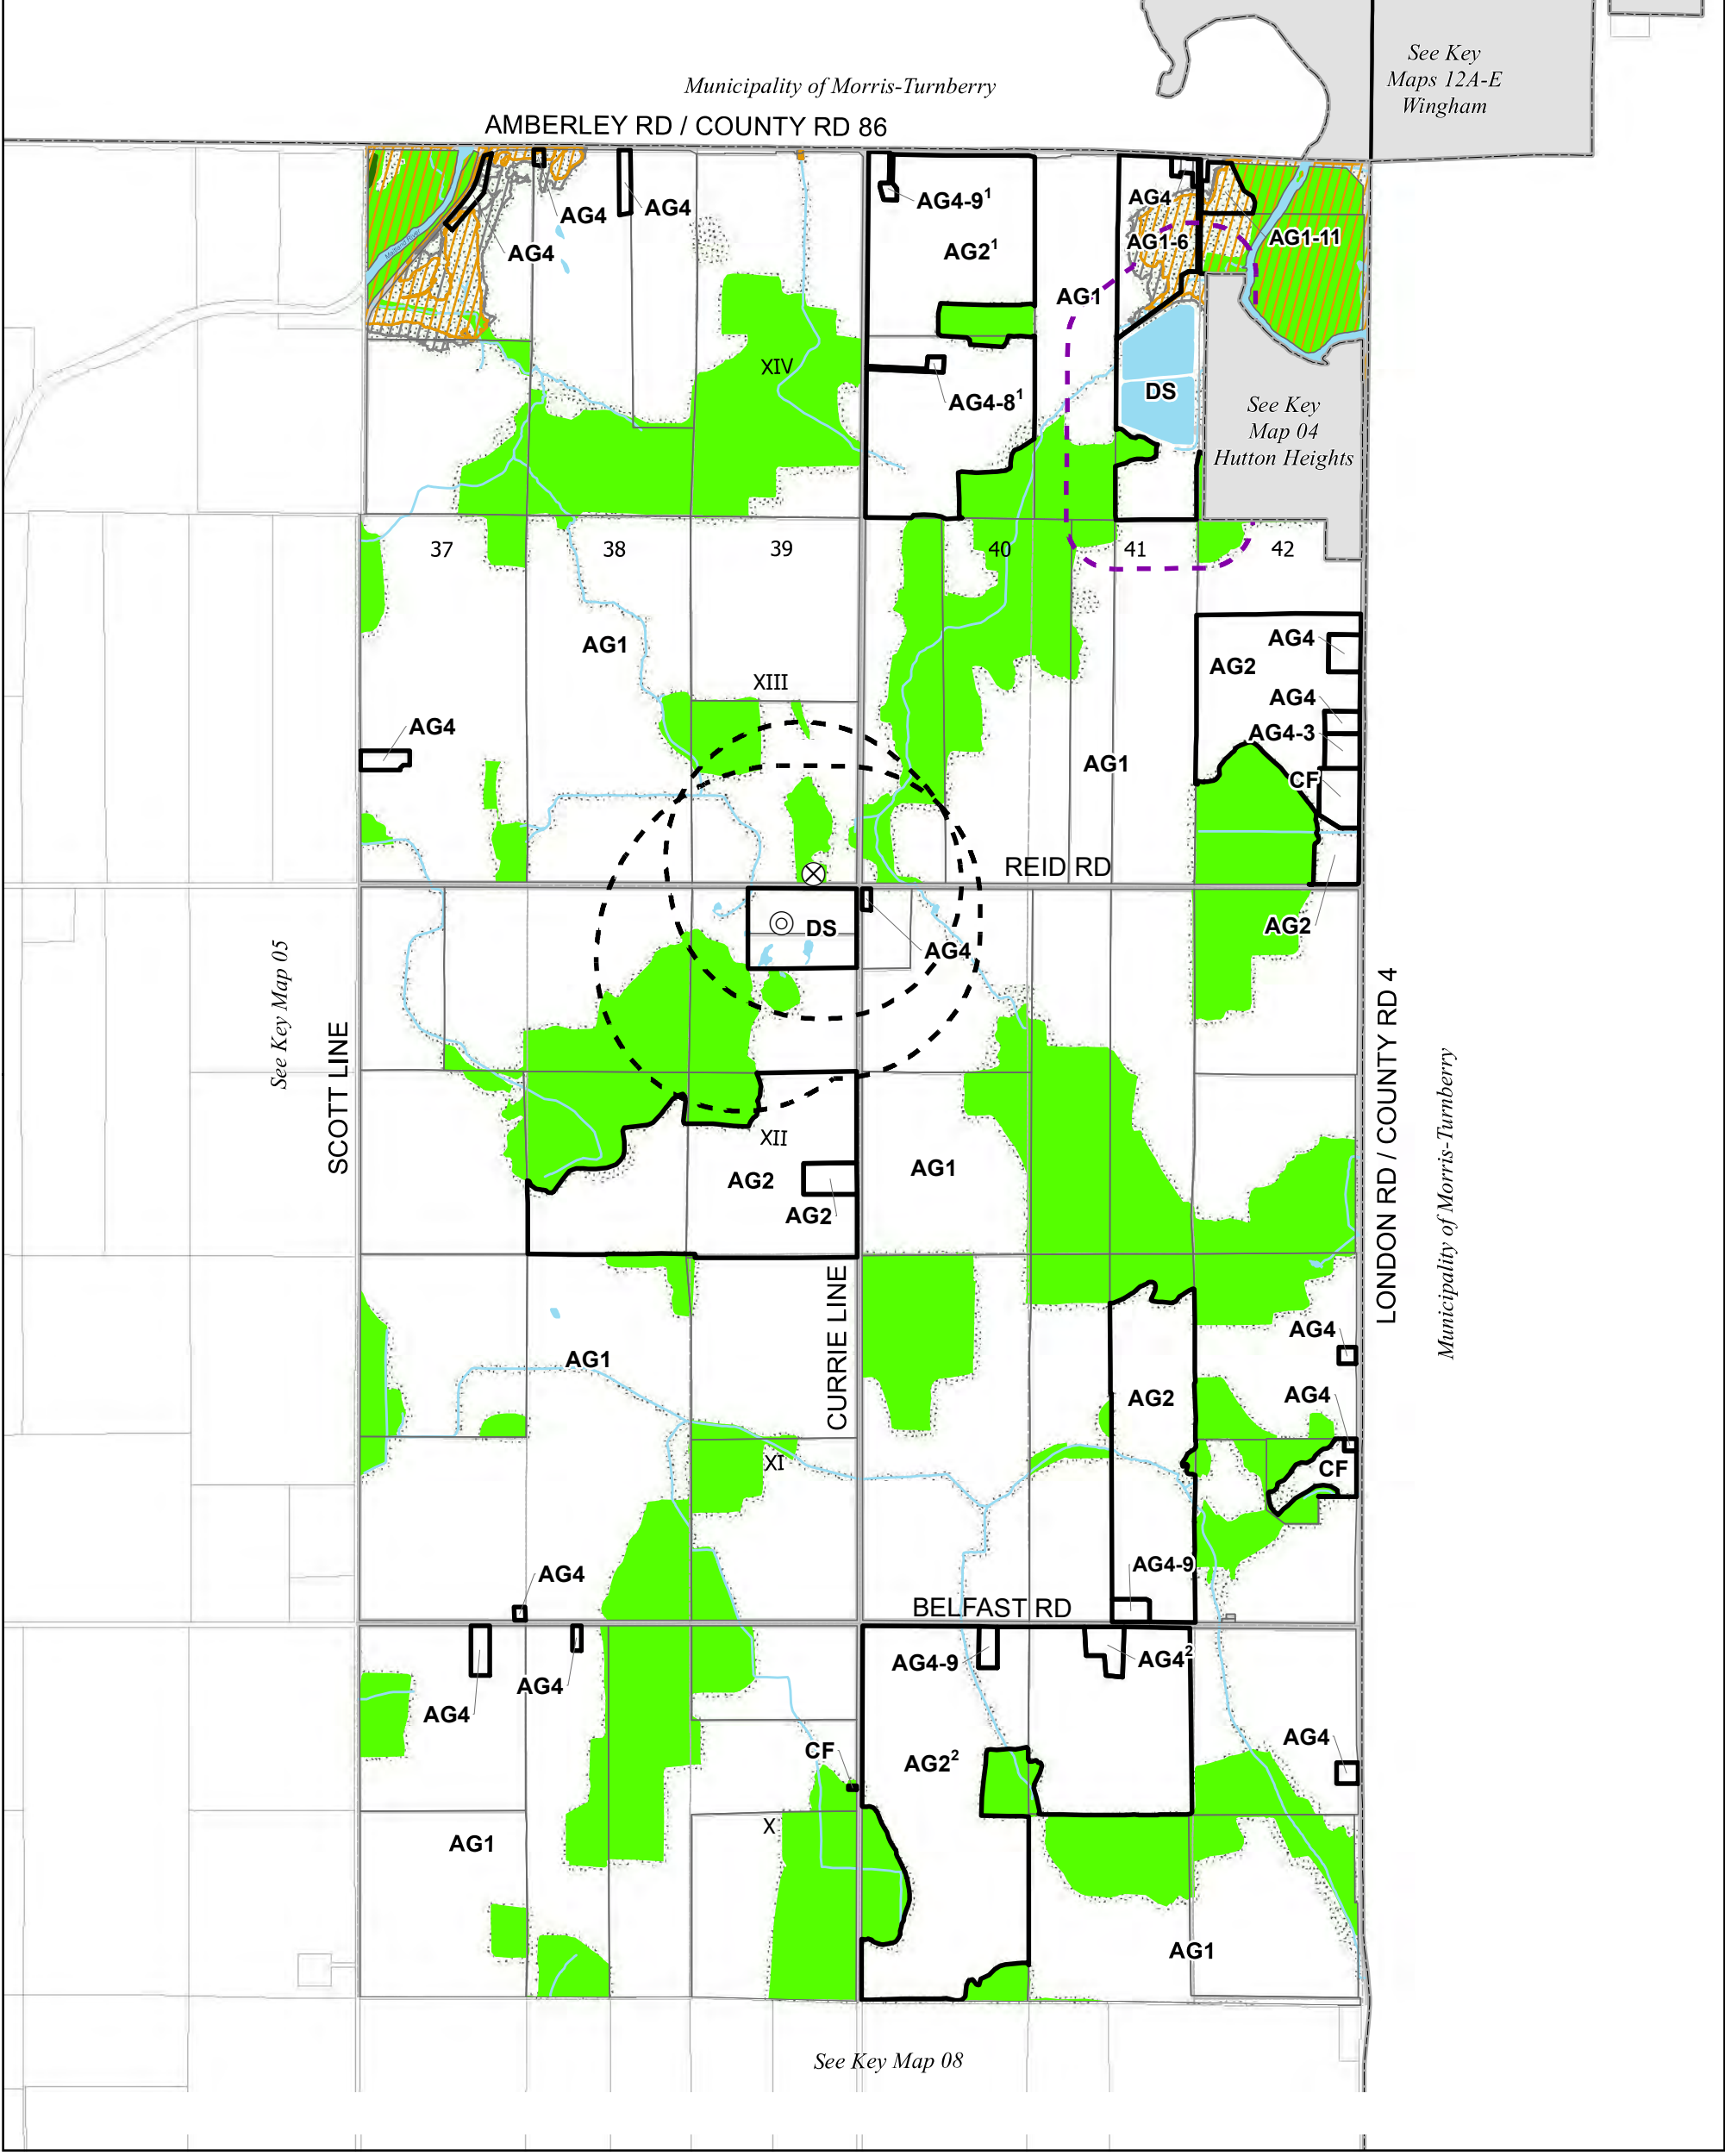 See Key
Maps 12A-E
Wingham
Municipality of Morris-Turnberry
AMBERLEY RD / COUNTY RD 86
AG4
AG4
AG4
Maitland River
AG4-9¹
AG2¹
AG4
AG1-6
AG1-11
AG1
XIV
AG4-8¹
DS
See Key
Map 04
Hutton Heights
37
38
39
40
41
42
AG1
AG4
AG2
XIII
AG4
AG4
AG4-3
AG1
CF
REID RD
DS
AG4
AG2
See Key Map 05
SCOTT LINE
LONDON RD / COUNTY RD 4
Municipality of Morris-Turnberry
XII
AG2
AG1
AG2
CURRIE LINE
AG4
AG1
AG2
AG4
XI
CF
AG4
AG4-9
BELFAST RD
AG4-9
AG4²
AG4
AG4
CF
AG2²
AG4
X
AG1
AG1
See Key Map 08